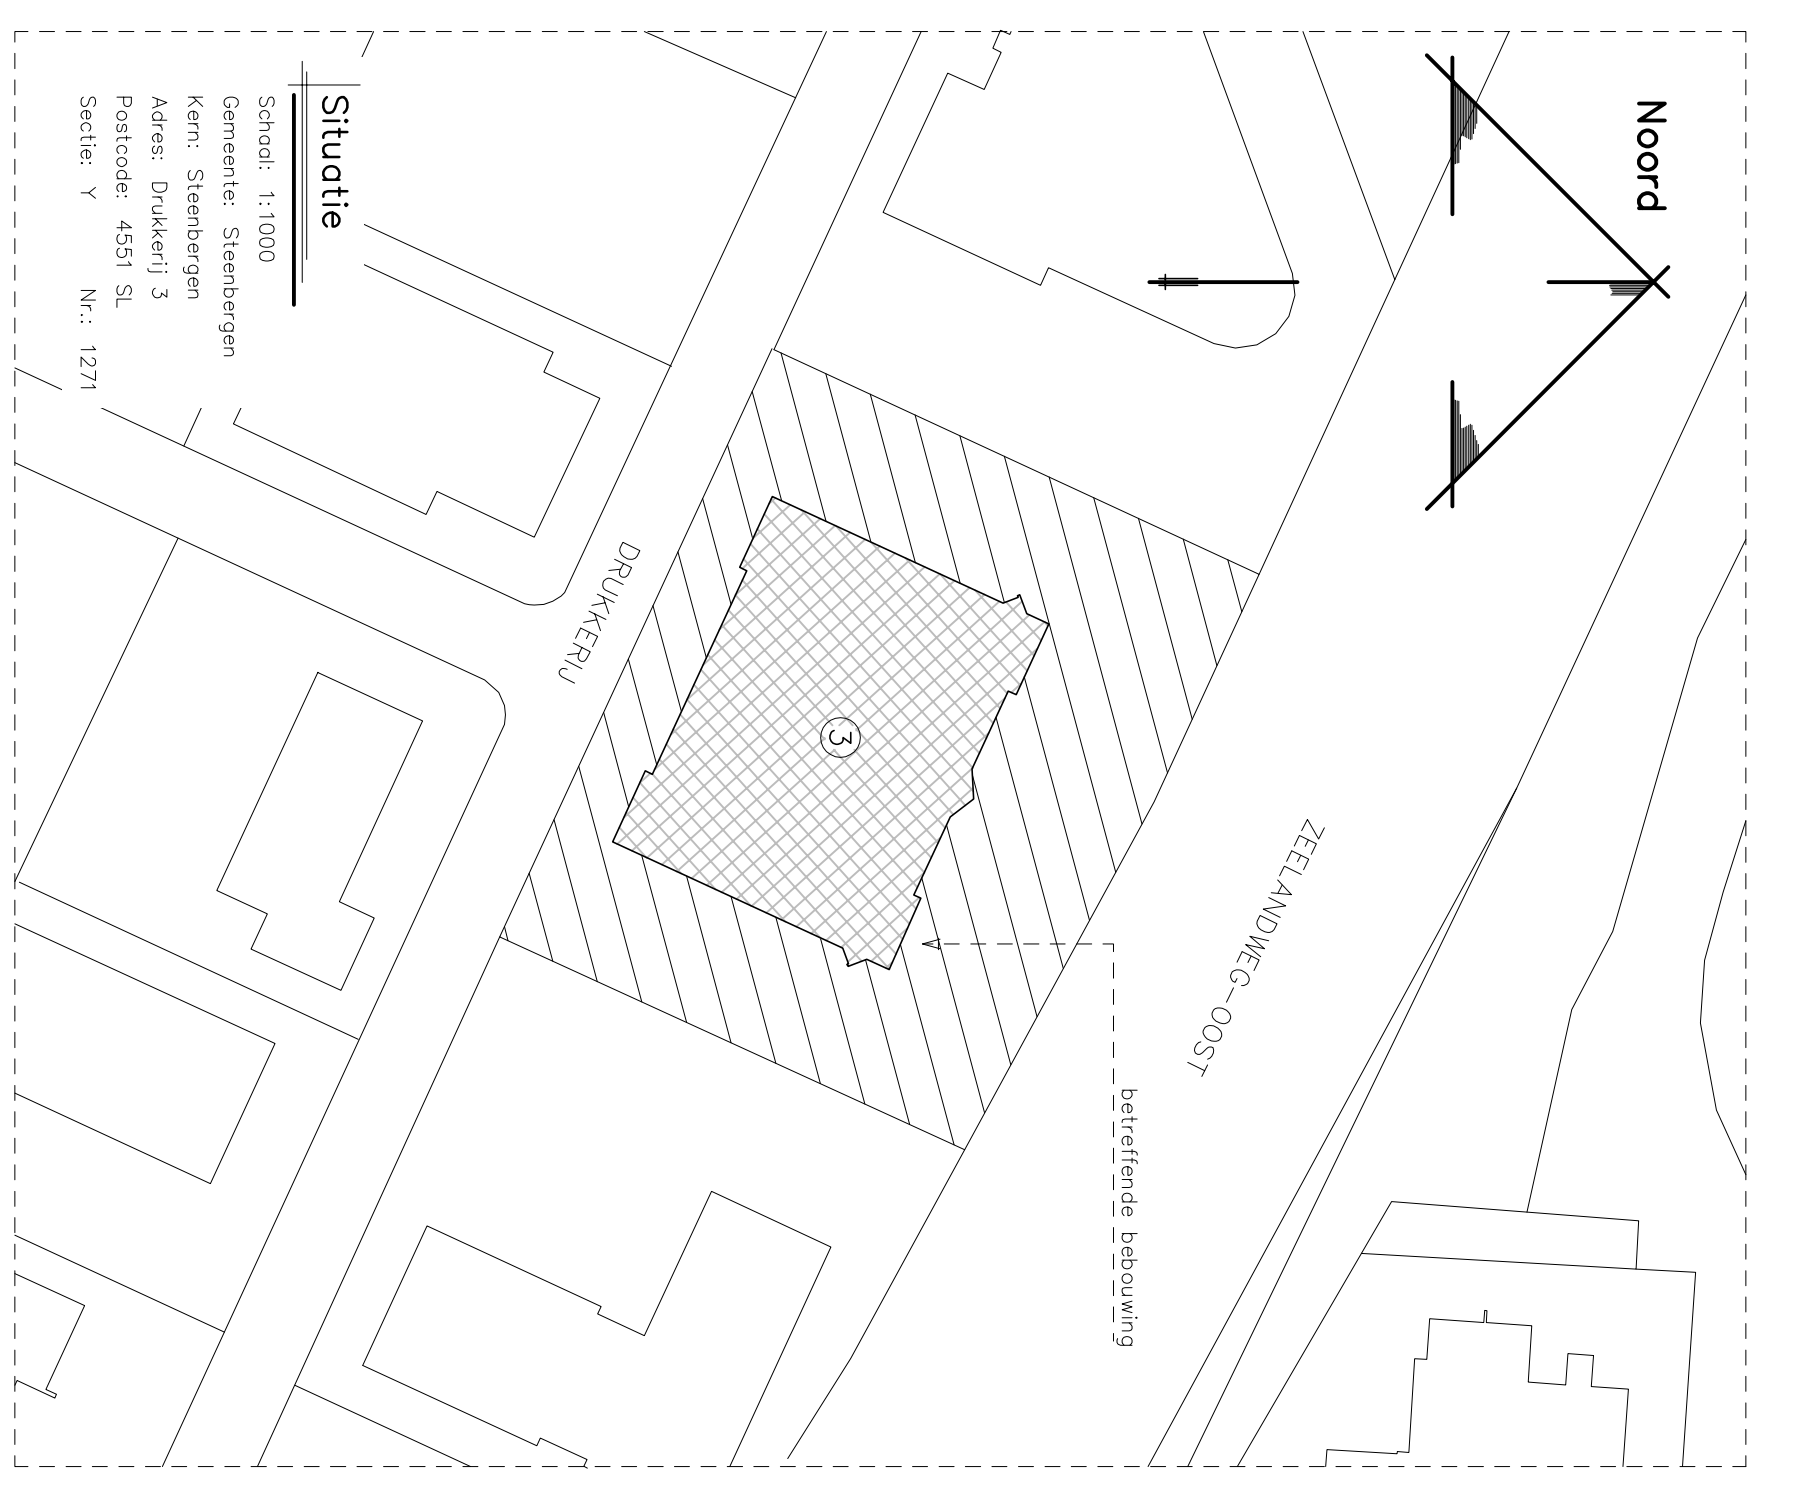 Noord
Situatie
Schaal: 1:1000
Gemeente: Steenbergen
Kern: Steenbergen
Adres: Drukkerij 3
Postcode: 4551 SL
Sectie: Y Nr.: 1271
DRUKKERIJ
3
ZEELANDWEG-OOST
betreffende bebouwing